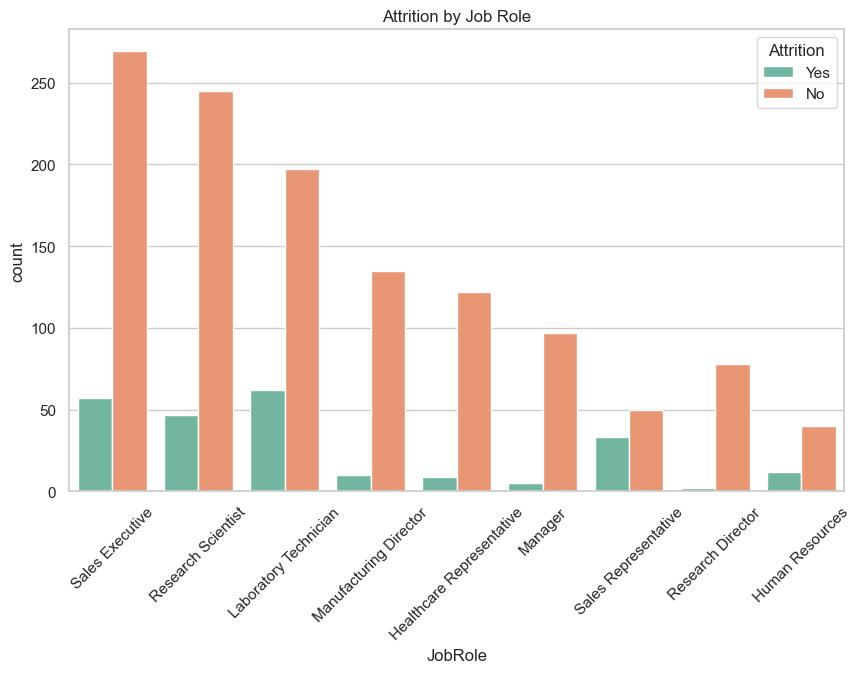 Attrition by Job Role
Attrition
Yes
No
count
250
200
150
100
50
0
Sales Executive
Research Scientist
Laboratory Technician
Manufacturing Director
Healthcare Representative
Manager
Sales Representative
Research Director
Human Resources
JobRole